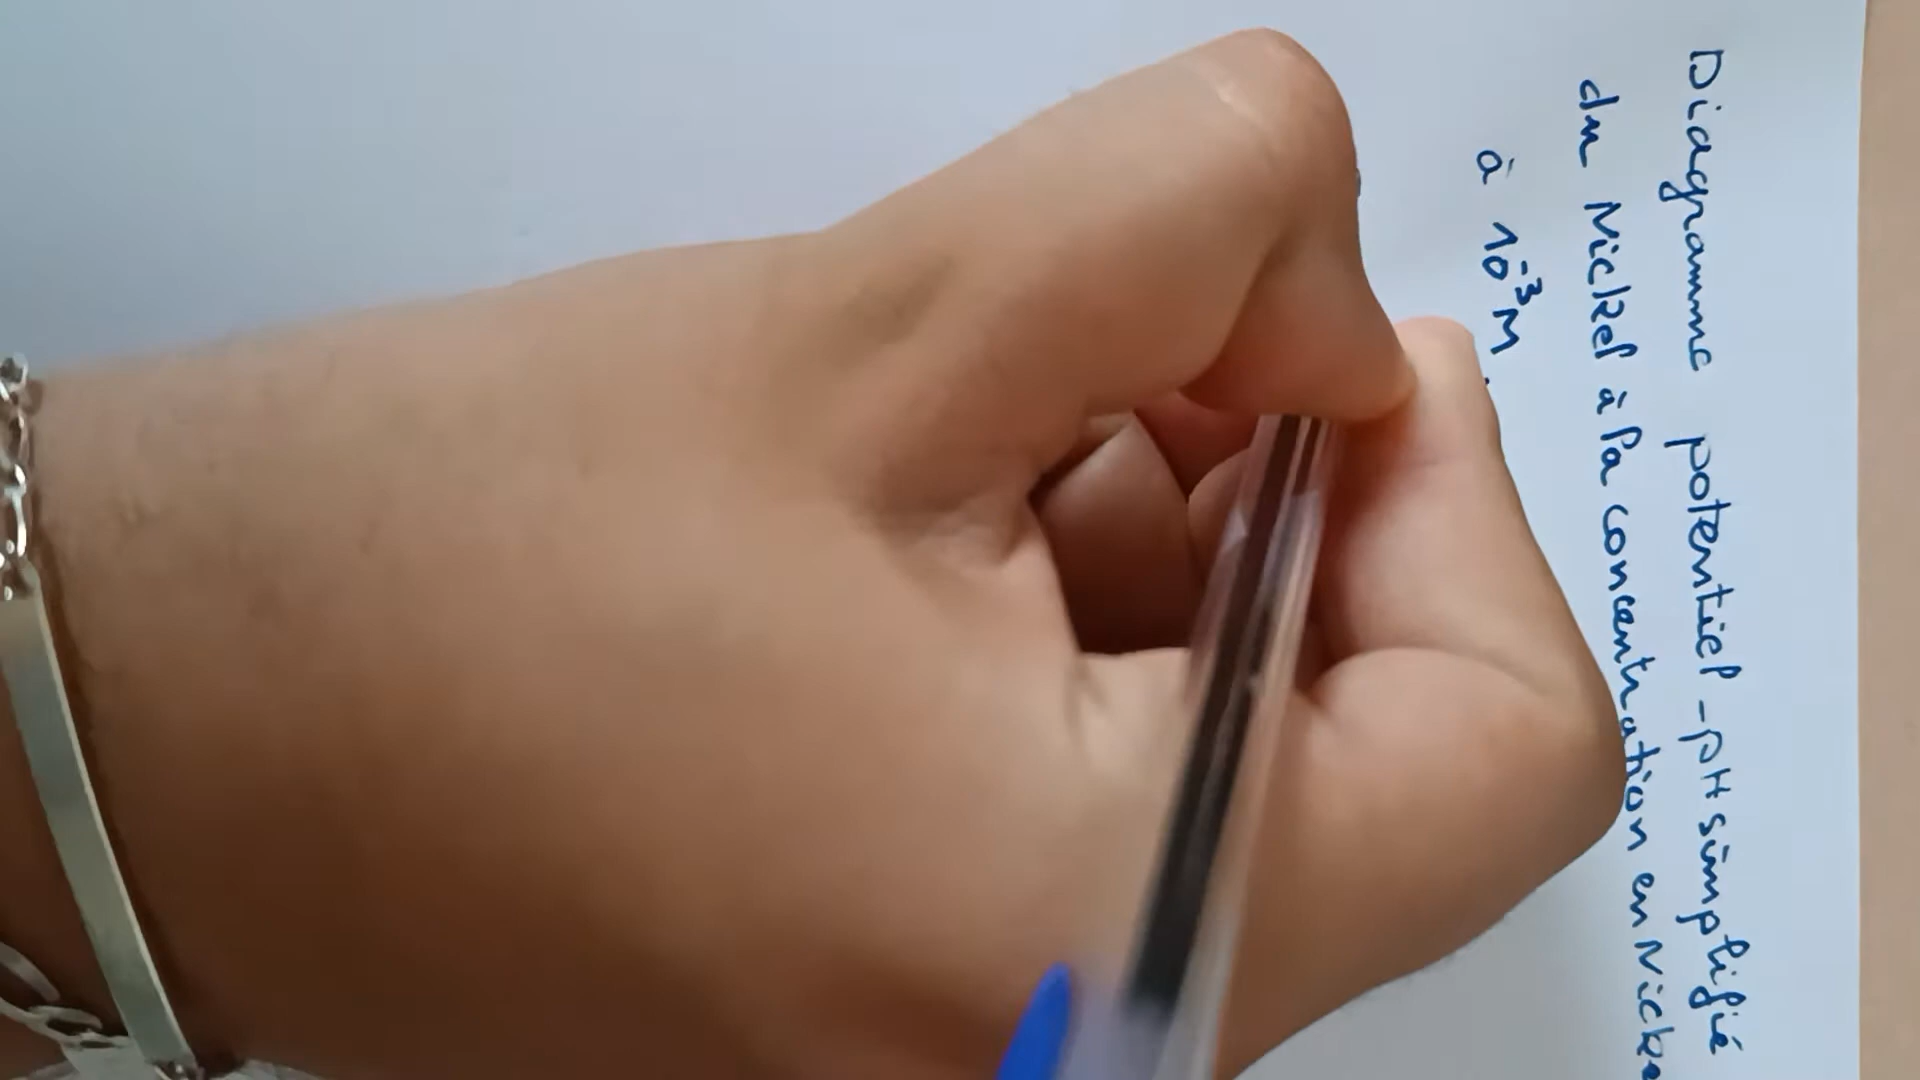 Diagramme potentiel-pH simplifié
du Nickel à la concentration en Nicke
à 10⁻³M.